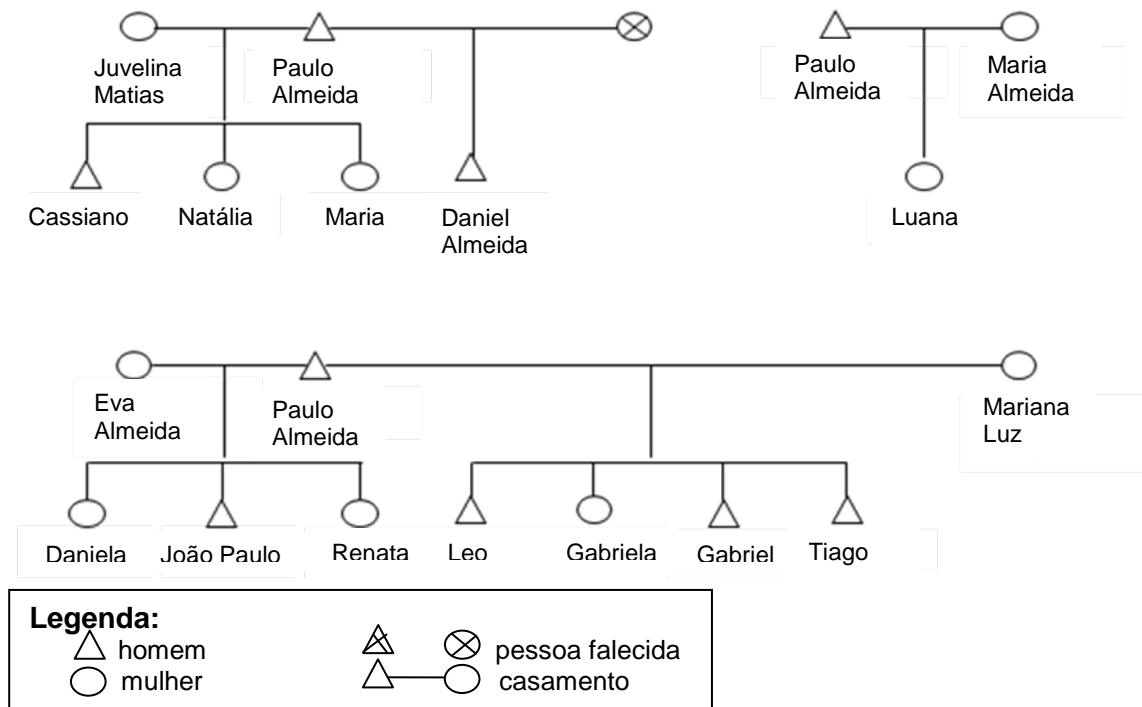 Juvelina
Matias
Paulo
Almeida
Paulo
Almeida
Maria
Almeida
Cassiano
Natália
Maria
Daniel
Almeida
Luana
Eva
Almeida
Paulo
Almeida
Mariana
Luz
Daniela
João Paulo
Renata
Leo
Gabriela
Gabriel
Tiago
Legenda:
homem
pessoa falecida
mulher
casamento